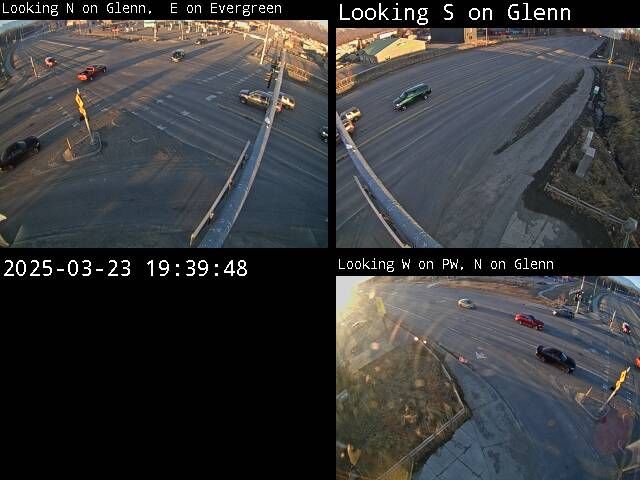 Looking N on Glenn,  E on Evergreen
Looking S on Glenn
2025-03-23 19:39:48
Looking W on PW, N on Glenn